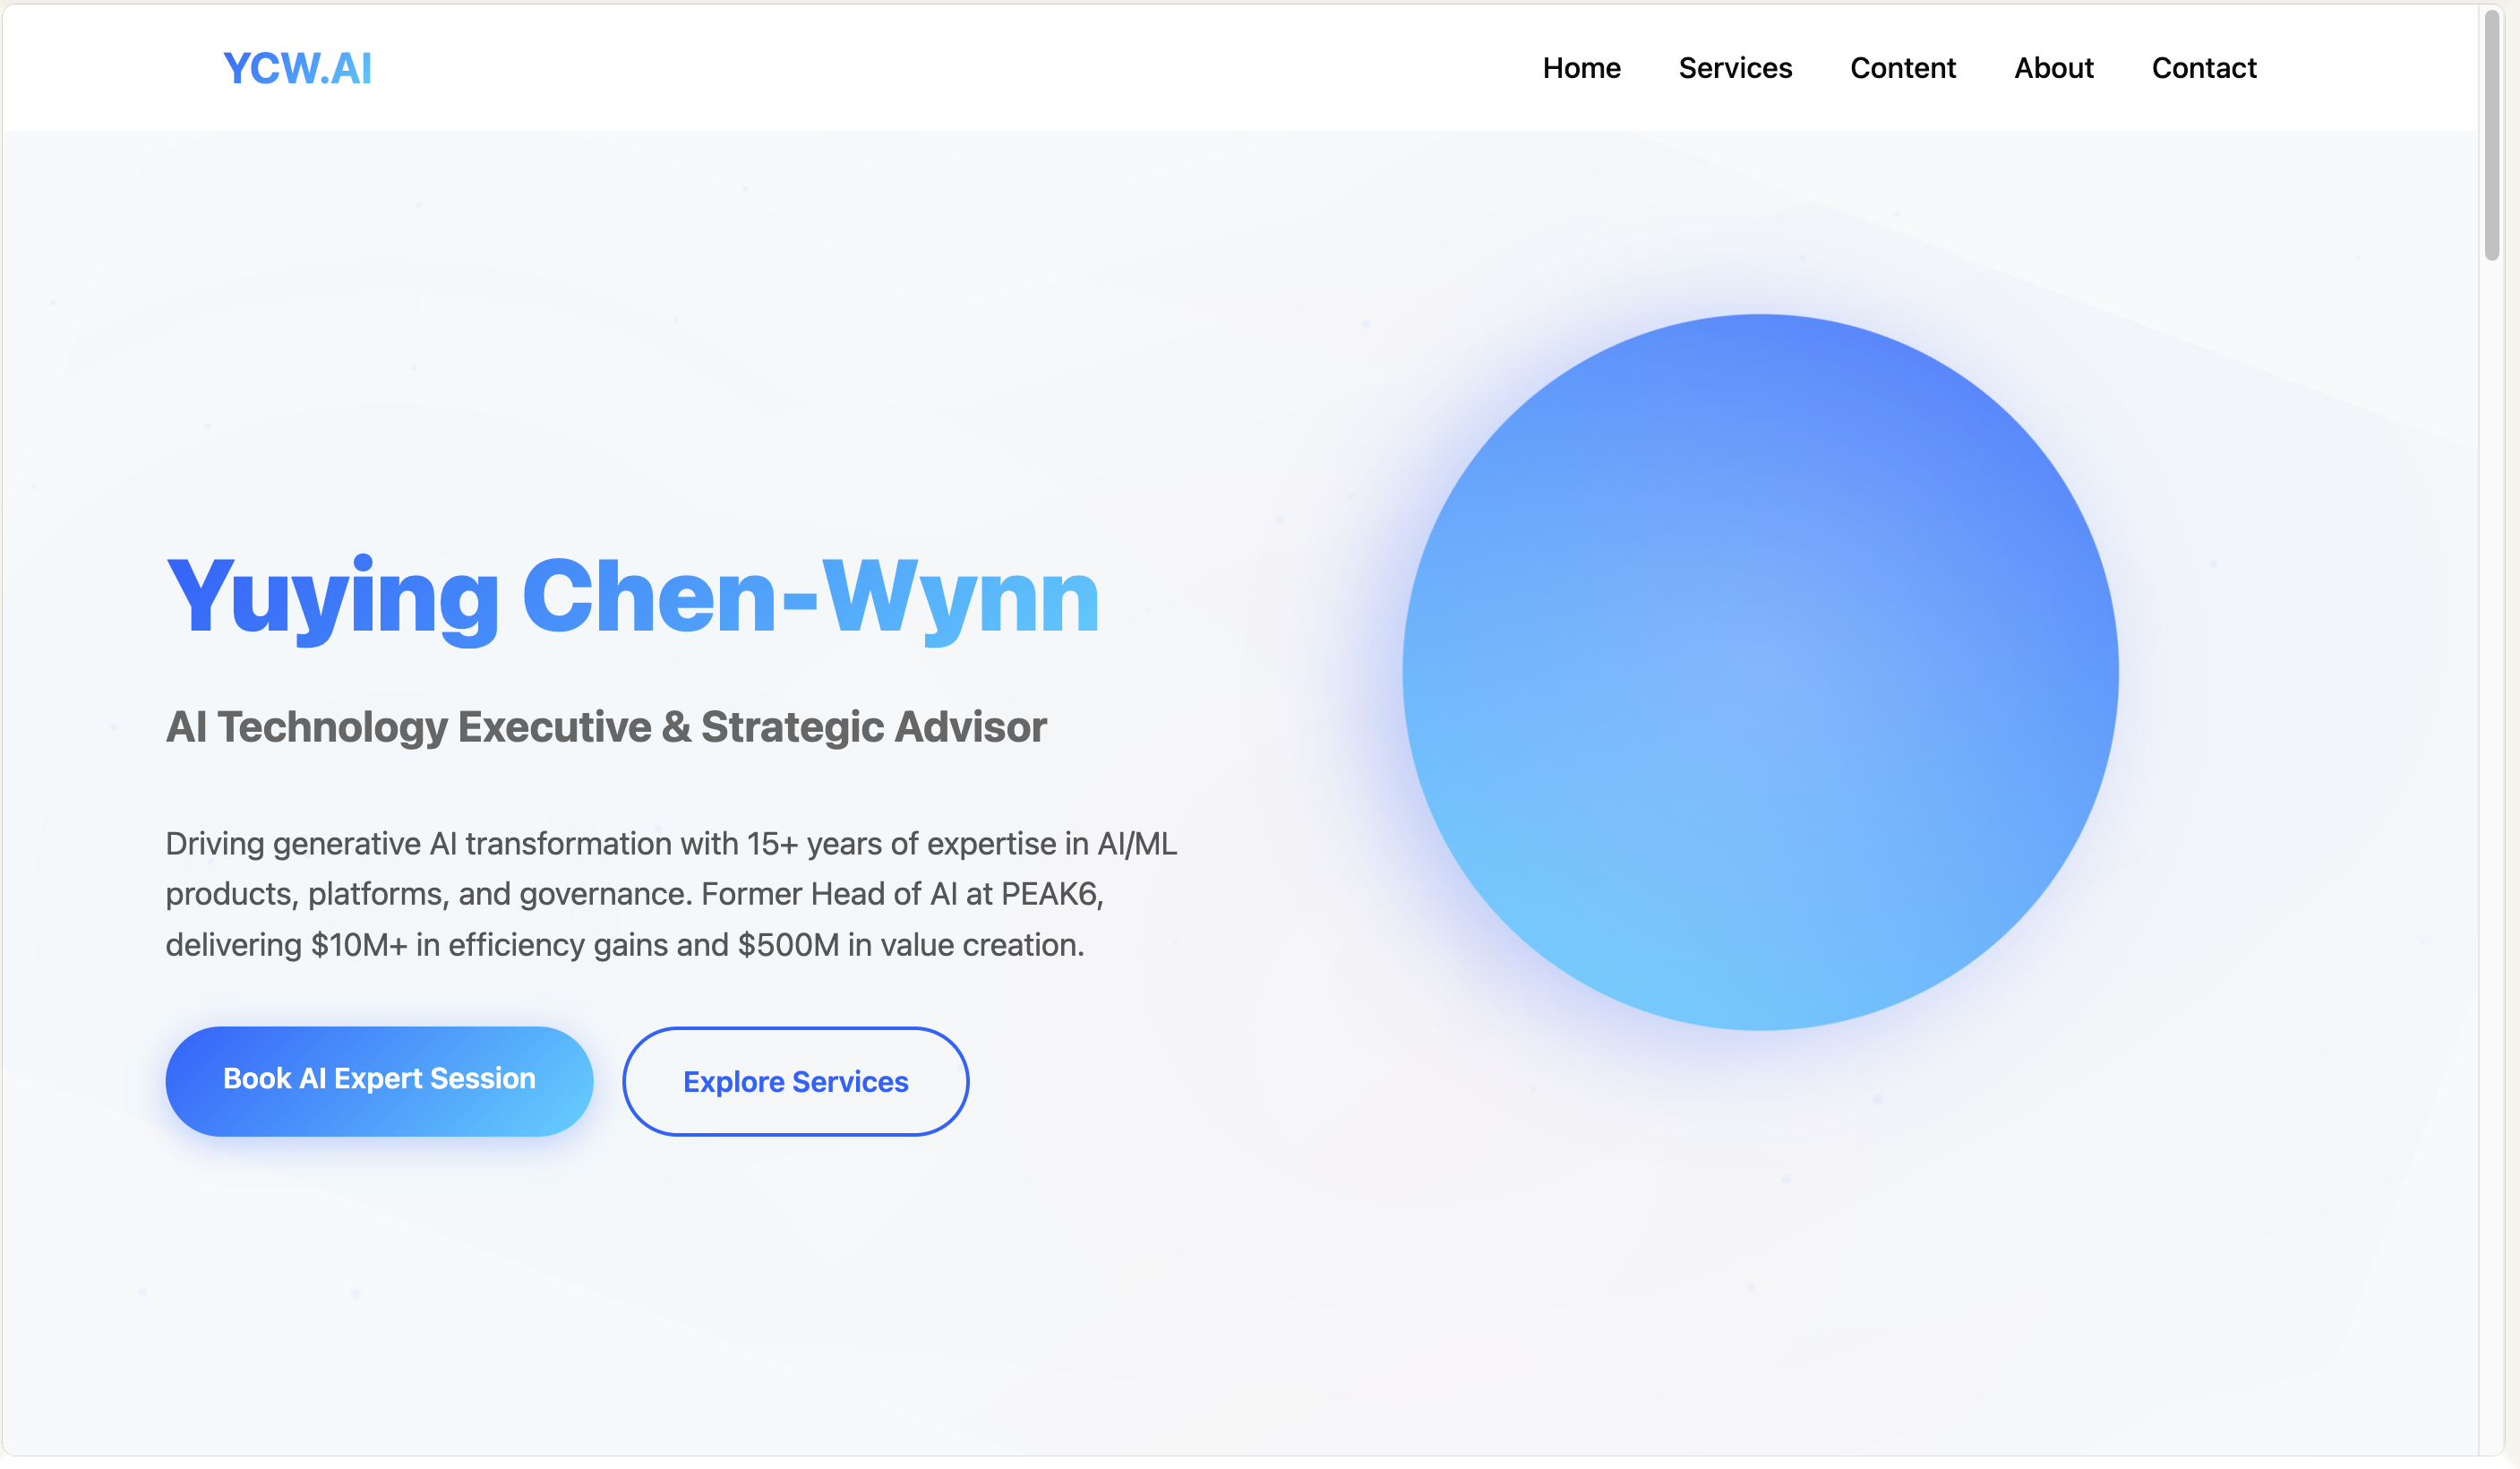 YCW.AI
Home Services Content About Contact
Yuying Chen-Wynn
AI Technology Executive & Strategic Advisor
Driving generative AI transformation with 15+ years of expertise in AI/ML
products, platforms, and governance. Former Head of AI at PEAK6,
delivering $10M+ in efficiency gains and $500M in value creation.
Book AI Expert Session
Explore Services